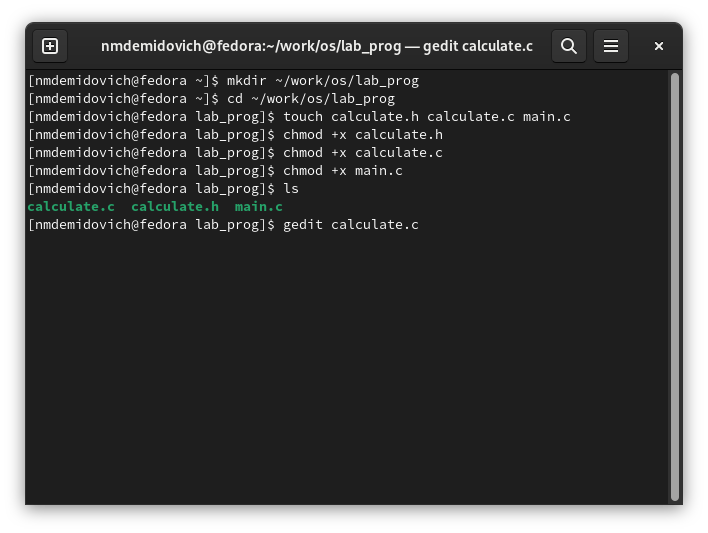 nmdemidovich@fedora:~/work/os/lab_prog — gedit calculate.c
[nmdemidovich@fedora ~]$ mkdir ~/work/os/lab_prog
[nmdemidovich@fedora ~]$ cd ~/work/os/lab_prog
[nmdemidovich@fedora lab_prog]$ touch calculate.h calculate.c main.c
[nmdemidovich@fedora lab_prog]$ chmod +x calculate.h
[nmdemidovich@fedora lab_prog]$ chmod +x calculate.c
[nmdemidovich@fedora lab_prog]$ chmod +x main.c
[nmdemidovich@fedora lab_prog]$ ls
calculate.c  calculate.h  main.c
[nmdemidovich@fedora lab_prog]$ gedit calculate.c